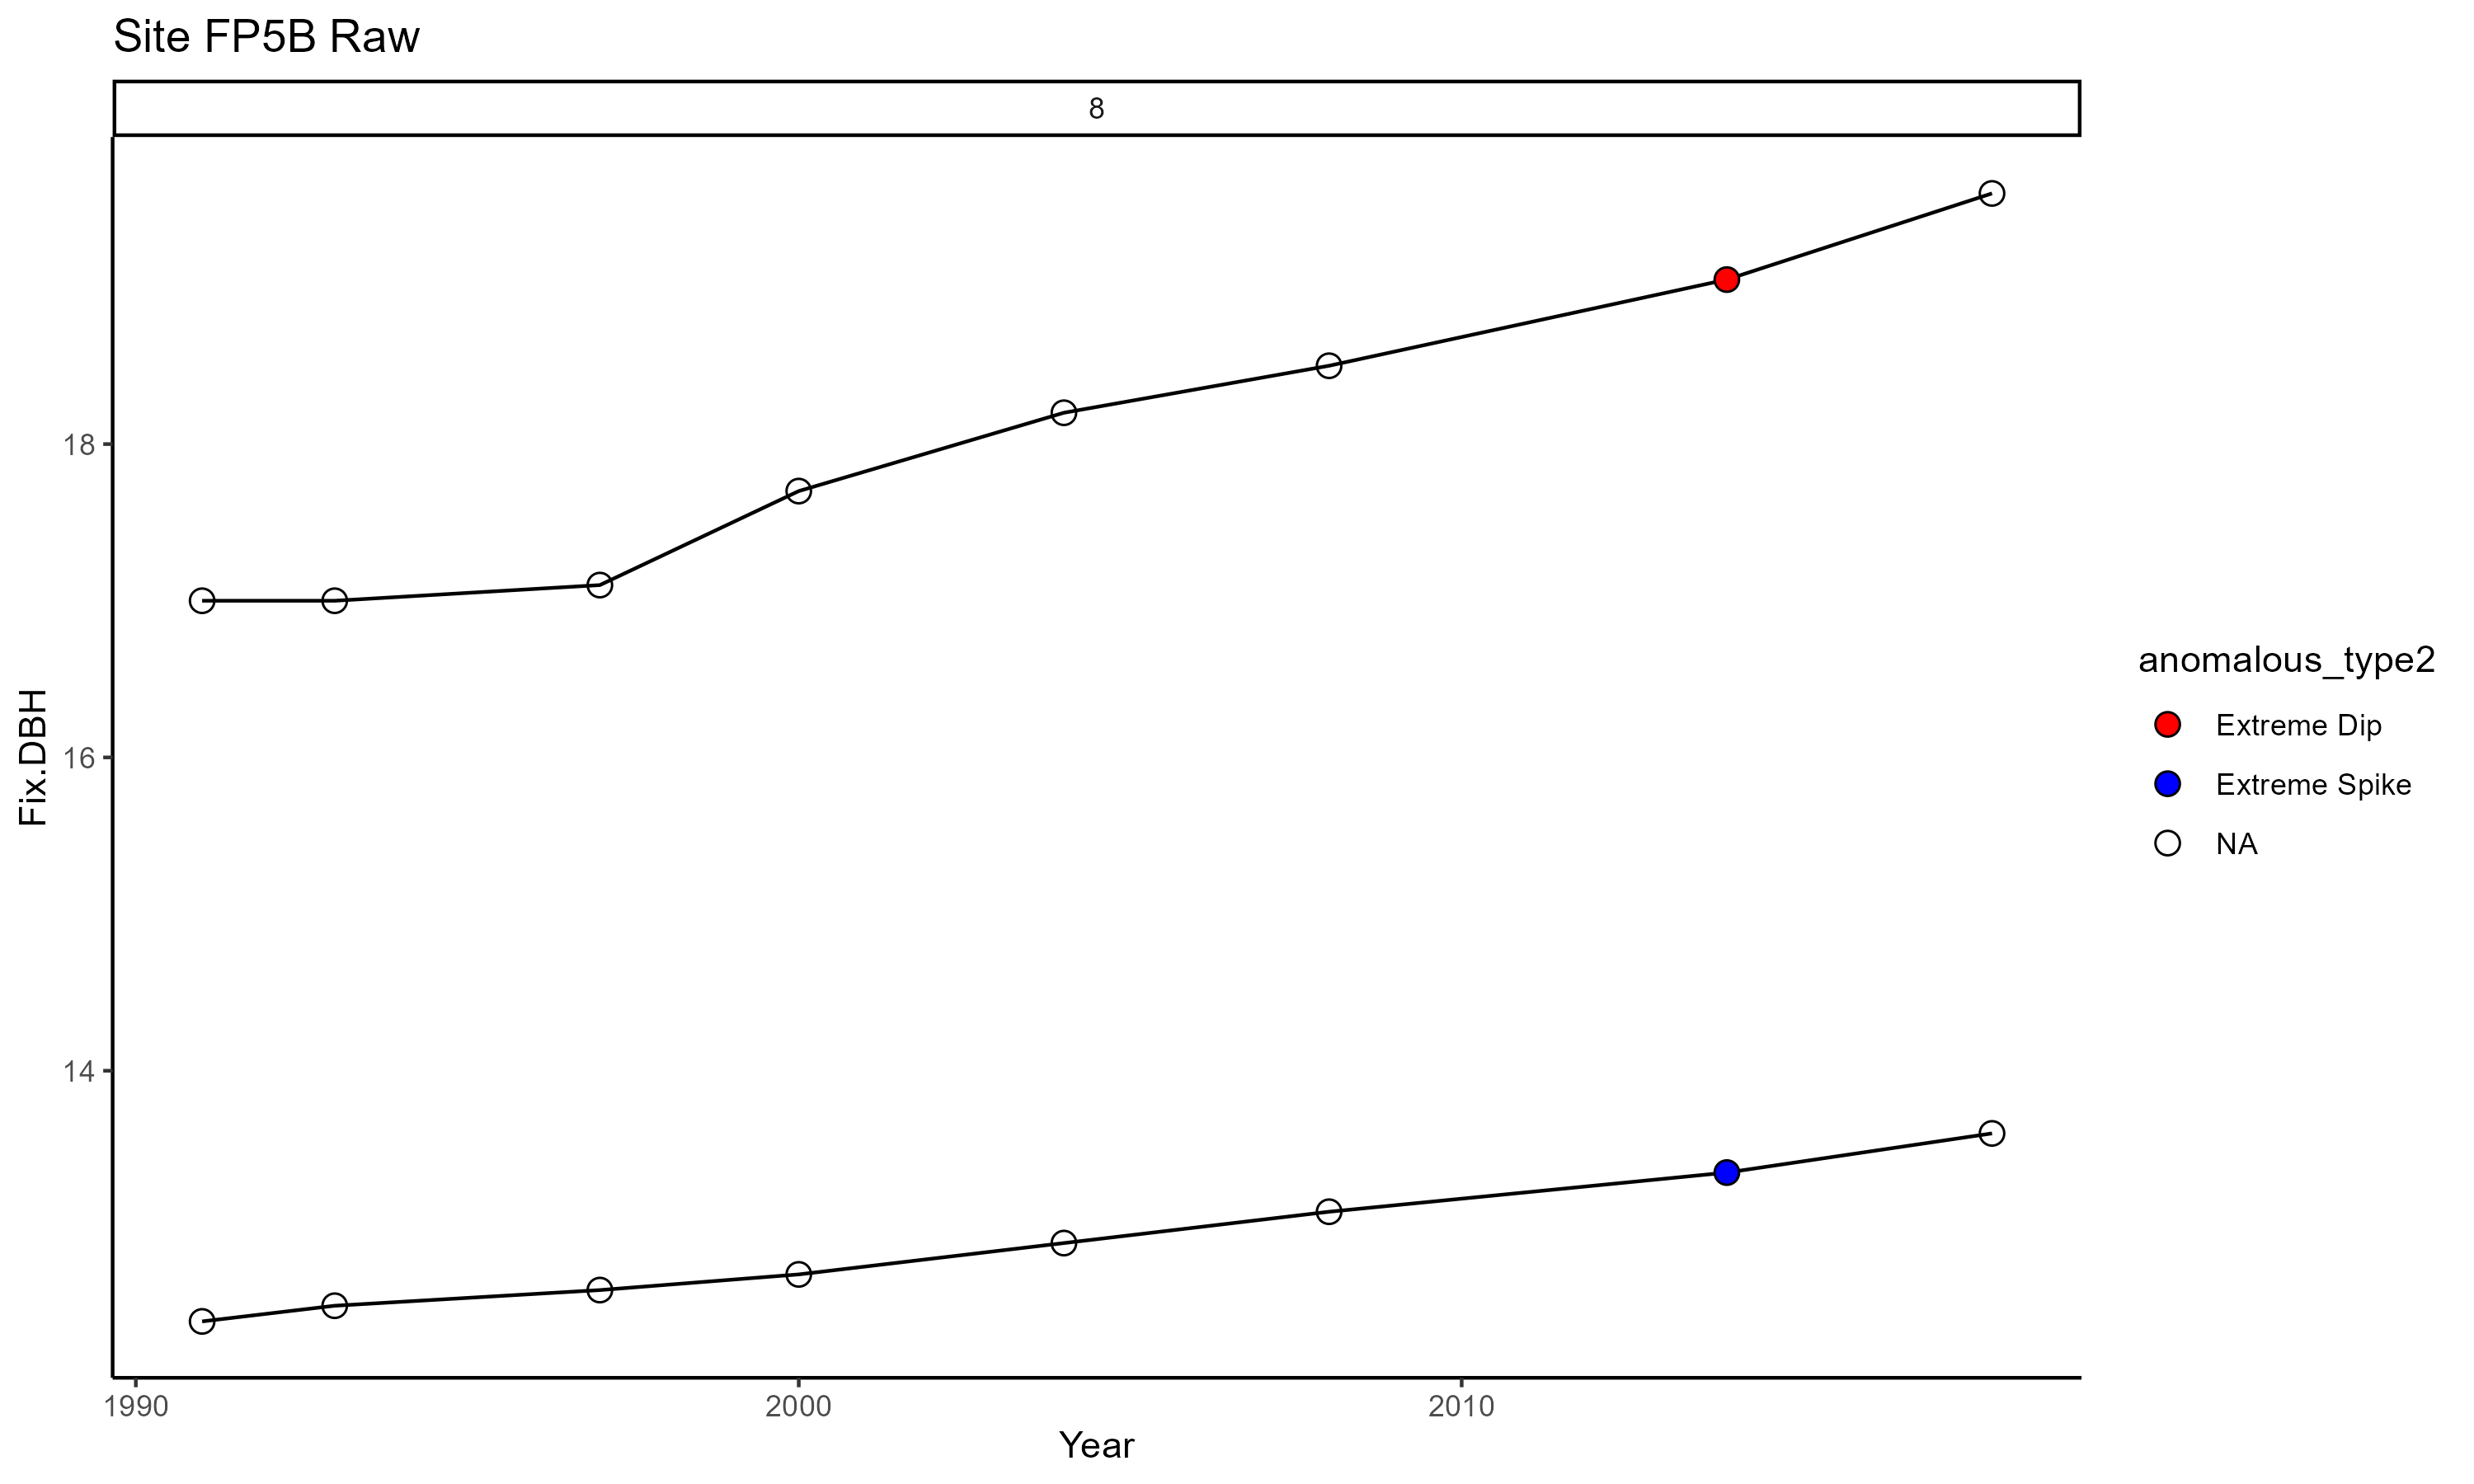 Site FP5B Raw
8
18
16
14
Fix.DBH
1990
2000
2010
Year
anomalous_type2
Extreme Dip
Extreme Spike
NA